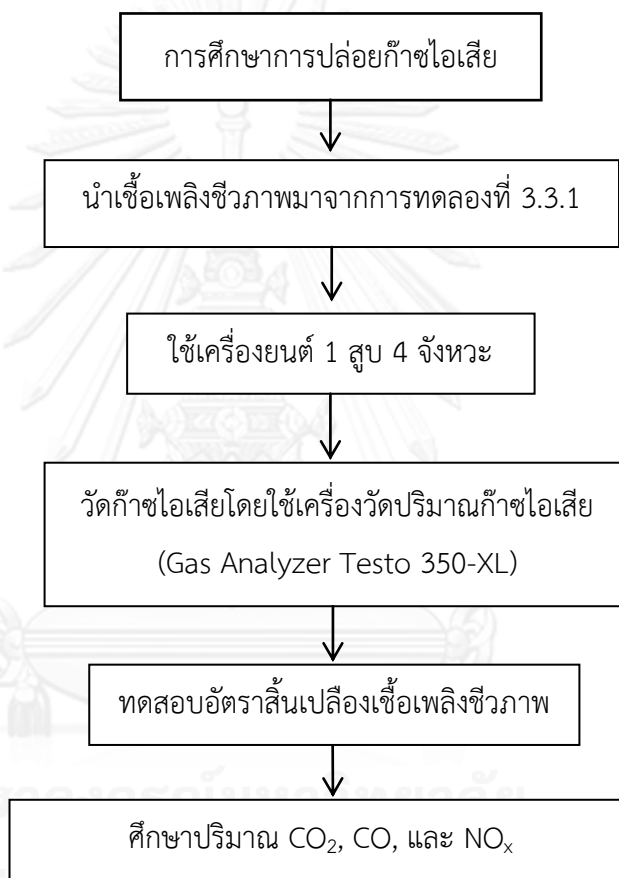 การศึกษาการปล่อยก๊าซไอเสีย
นำเชื้อเพลิงชีวภาพมาจากการทดลองที่ 3.3.1
ใช้เครื่องยนต์ 1 สูบ 4 จังหวะ
วัดก๊าซไอเสียโดยใช้เครื่องวัดปริมาณก๊าซไอเสีย
(Gas Analyzer Testo 350-XL)
ทดสอบอัตราสิ้นเปลืองเชื้อเพลิงชีวภาพ
ศึกษาปริมาณ CO₂, CO, และ NOₓ